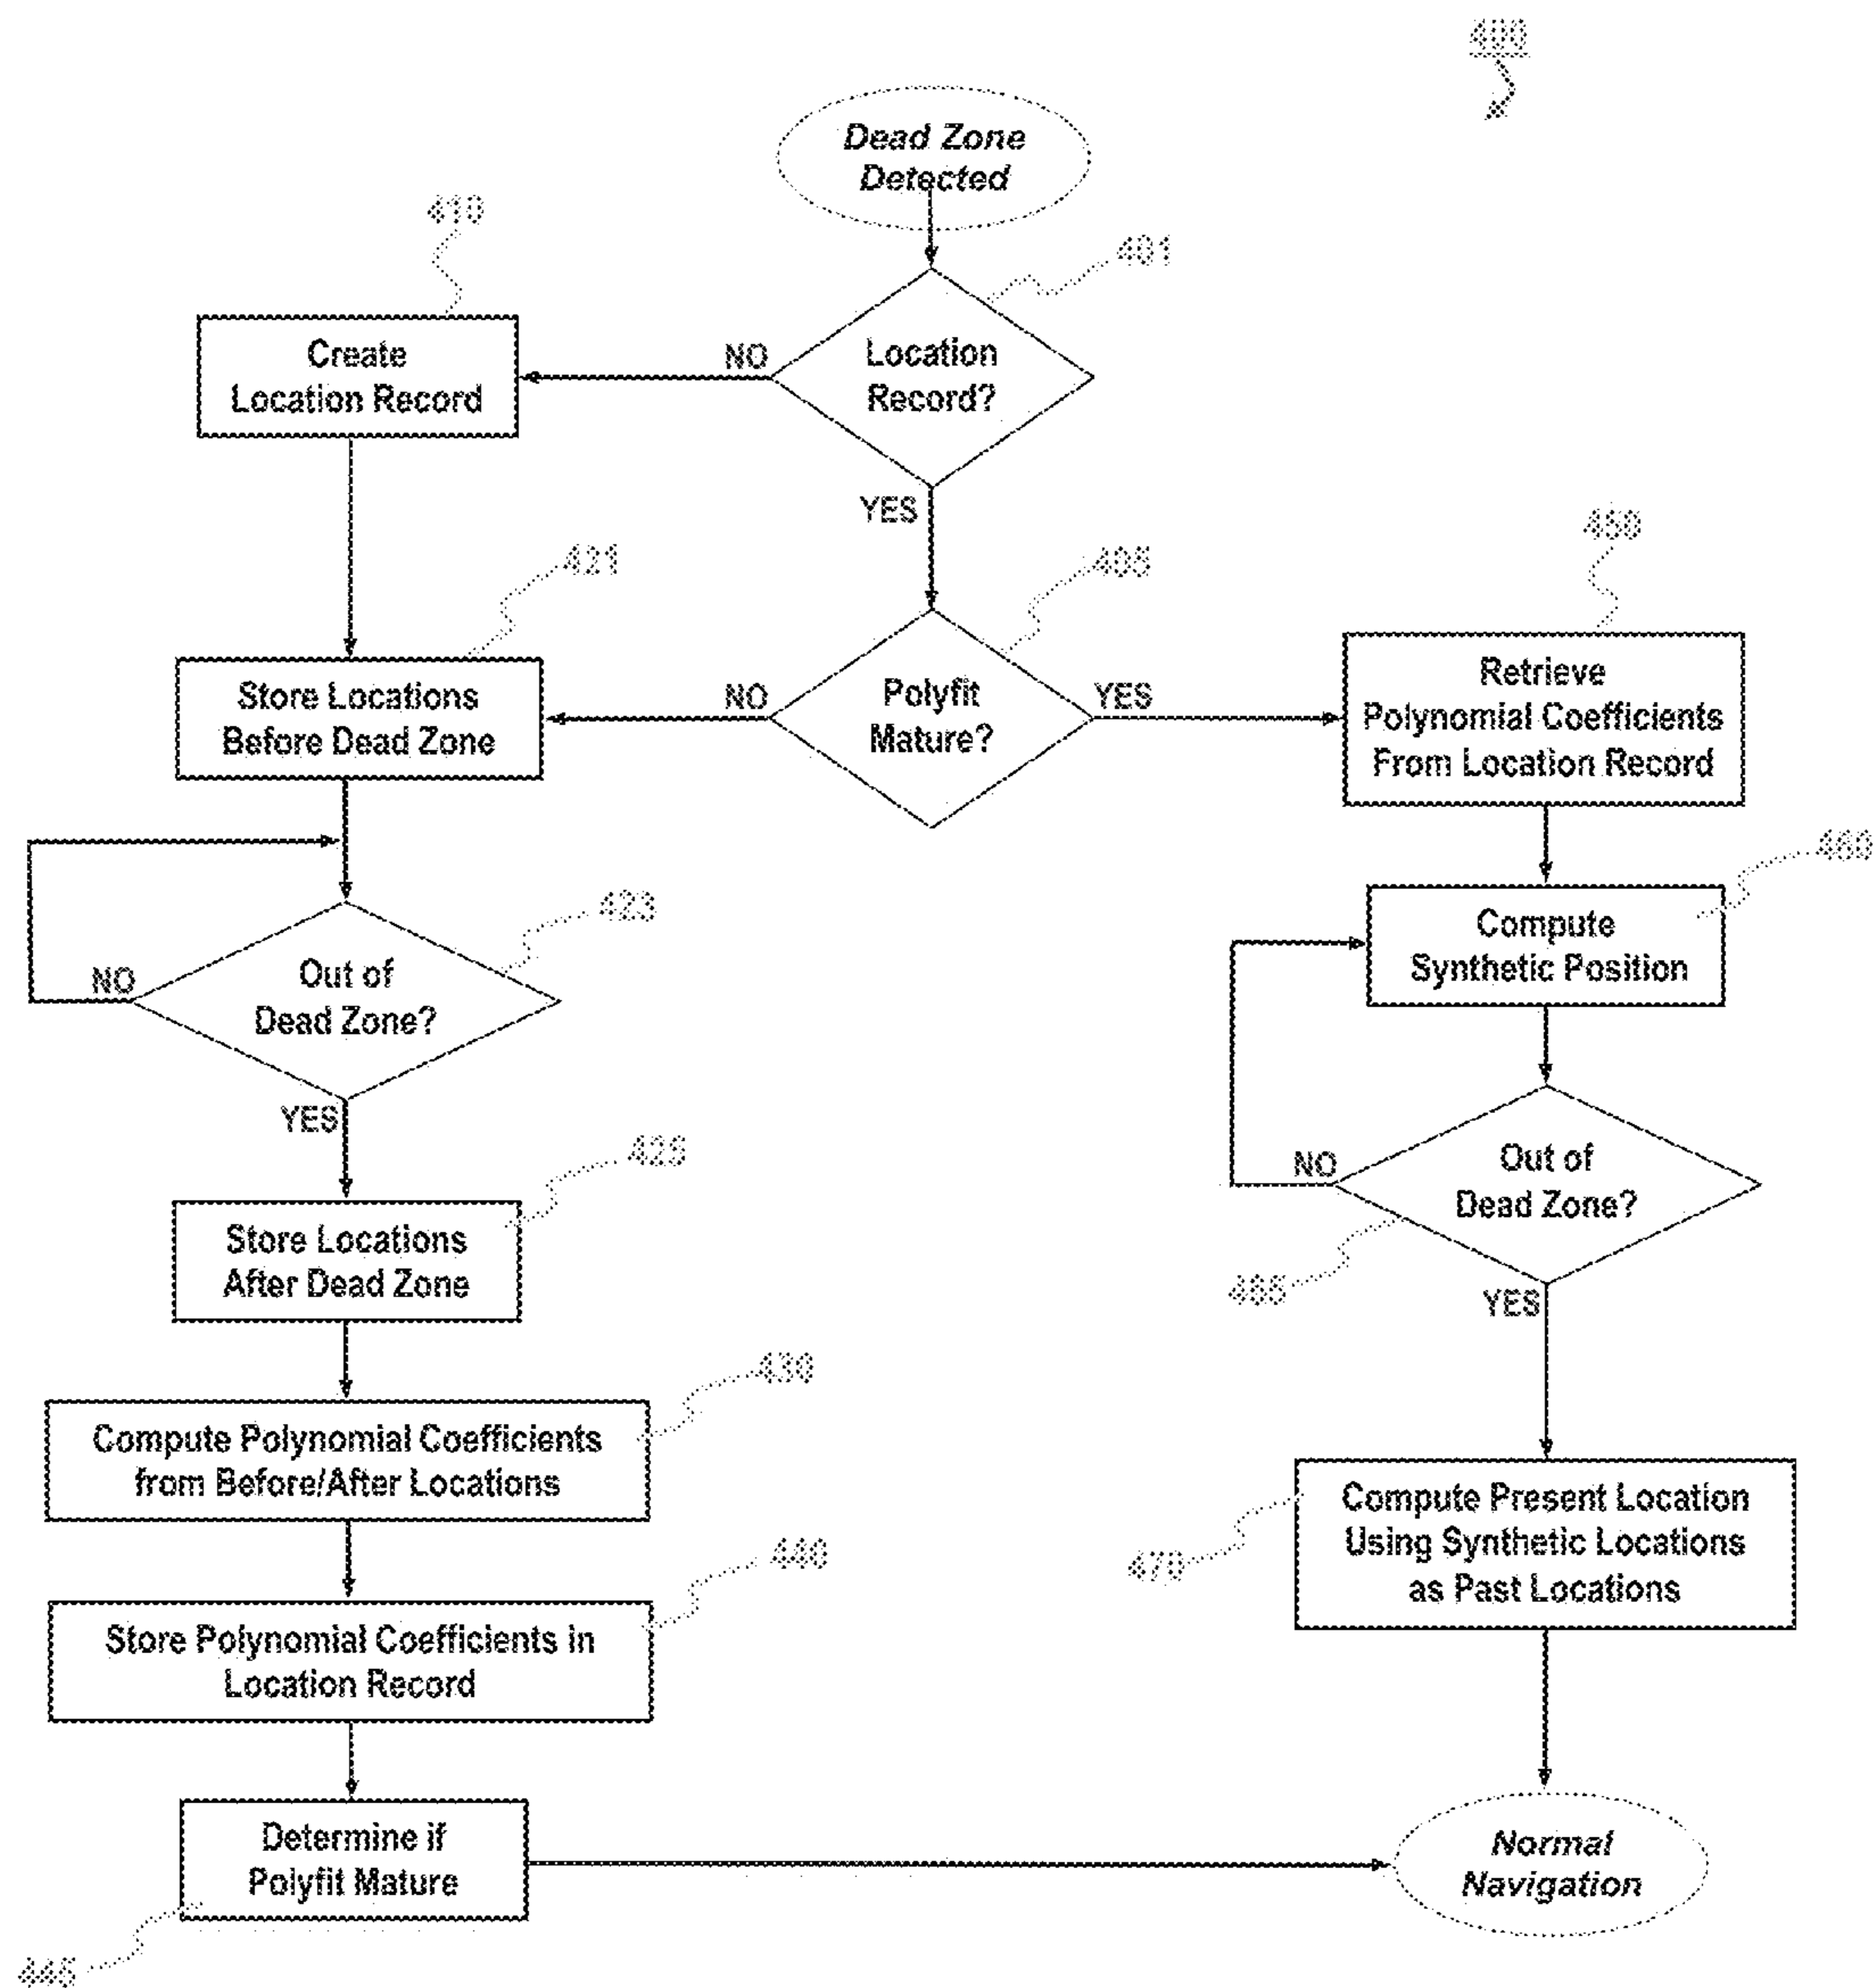 400
Dead Zone
Detected
410
401
Create
Location Record
NO
Location
Record?
YES
450
421
405
Store Locations
Before Dead Zone
NO
Polyfit
Mature?
YES
Retrieve
Polynomial Coefficients
From Location Record
460
423
Compute
Synthetic Position
NO
Out of
Dead Zone?
YES
425
NO
Out of
Dead Zone?
465
YES
Store Locations
After Dead Zone
430
Compute Polynomial Coefficients
from Before/After Locations
Compute Present Location
Using Synthetic Locations
as Past Locations
470
440
Store Polynomial Coefficients in
Location Record
Determine if
Polyfit Mature
Normal
Navigation
445